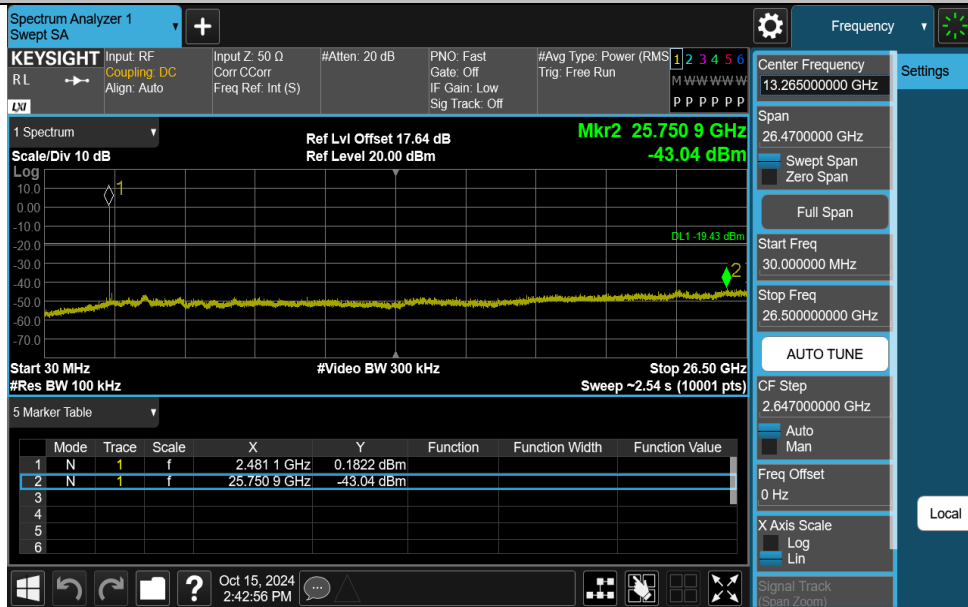 Spectrum Analyzer 1
Swept SA
+
Frequency
KEYSIGHT
RL
LXI
Input: RF
Coupling: DC
Align: Auto
Input Z: 50 Ω
Corr CCorr
Freq Ref: Int (S)
#Atten: 20 dB
PNO: Fast
Gate: Off
IF Gain: Low
Sig Track: Off
#Avg Type: Power (RMS
Trig: Free Run
1 2 3 4 5 6
M W W W W W
P P P P P P
1 Spectrum
Scale/Div 10 dB
Ref Lvl Offset 17.64 dB
Ref Level 20.00 dBm
Mkr2 25.750 9 GHz
-43.04 dBm
Log
10.0
0.00
-10.0
-20.0
-30.0
-40.0
-50.0
-60.0
-70.0
1
DL1 -19.43 dBm
2
Start 30 MHz
#Res BW 100 kHz
#Video BW 300 kHz
Stop 26.50 GHz
Sweep ~2.54 s (10001 pts)
5 Marker Table
Mode Trace Scale X Y Function Function Width Function Value
1 N 1 f 2.481 1 GHz 0.1822 dBm
2 N 1 f 25.750 9 GHz -43.04 dBm
3
4
5
6
?
Oct 15, 2024
2:42:56 PM
Center Frequency
13.265000000 GHz
Span
26.4700000 GHz
Swept Span
Zero Span
Full Span
Start Freq
30.000000 MHz
Stop Freq
26.500000000 GHz
AUTO TUNE
CF Step
2.647000000 GHz
Auto
Man
Freq Offset
0 Hz
X Axis Scale
Log
Lin
Signal Track
(Span Zoom)
Settings
Local